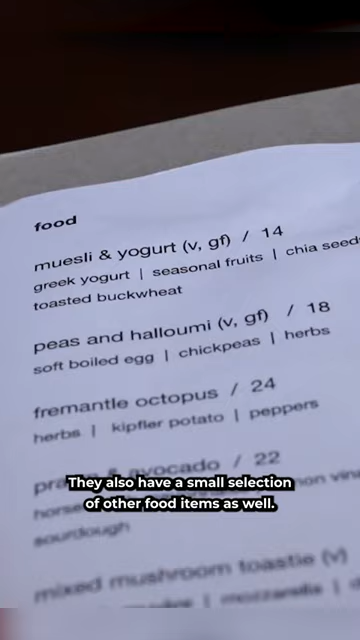 food
muesli & yogurt (v, gf) / 14
greek yogurt | seasonal fruits | chia seed
toasted buckwheat
peas and halloumi (v, gf) / 18
soft boiled egg | chickpeas | herbs
fremantle octopus / 24
herbs | kipfler potato | peppers
& avocado / 22
They also have a small selection
of other food items as well.
sourdough
mixed mushroom toastie (v)
| mozzarella |